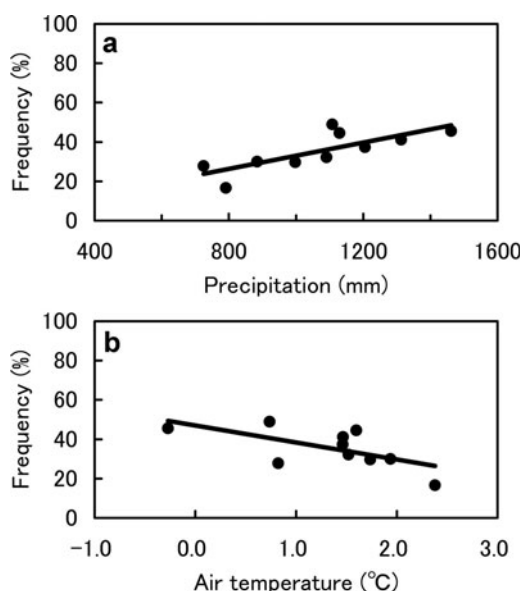 a
Frequency (%)
100
80
60
40
20
0
400 800 1200 1600
Precipitation (mm)
b
Frequency (%)
100
80
60
40
20
0
−1.0 0.0 1.0 2.0 3.0
Air temperature (℃)